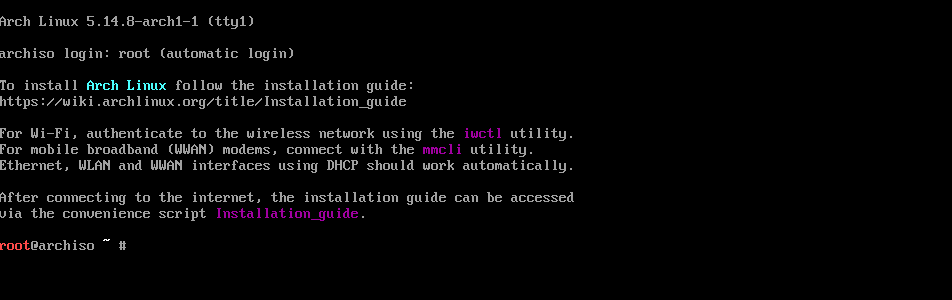 Arch Linux 5.14.8-arch1-1 (tty1)
archiso login: root (automatic login)
To install Arch Linux follow the installation guide:
https://wiki.archlinux.org/title/Installation_guide
For Wi-Fi, authenticate to the wireless network using the iwctl utility.
For mobile broadband (WWAN) modems, connect with the mmcli utility.
Ethernet, WLAN and WWAN interfaces using DHCP should work automatically.
After connecting to the internet, the installation guide can be accessed
via the convenience script Installation_guide.
root@archiso ~ #